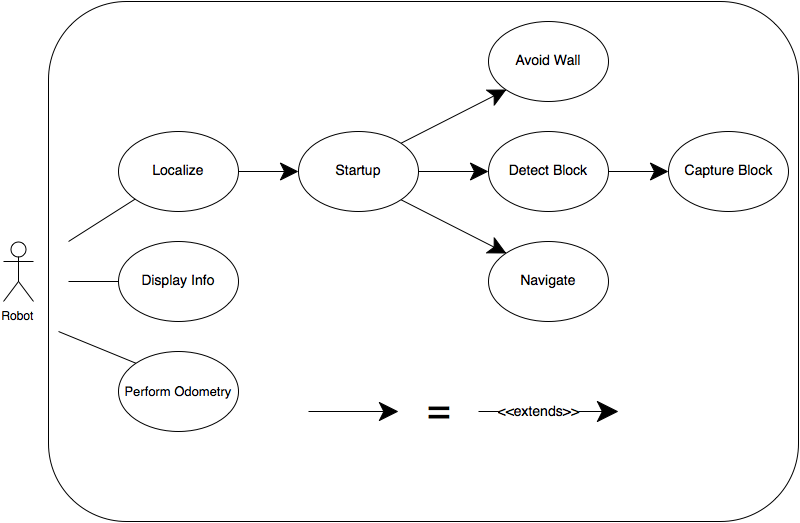 Avoid Wall
Localize
Startup
Detect Block
Capture Block
Display Info
Navigate
Robot
Perform Odometry
=
<<extends>>